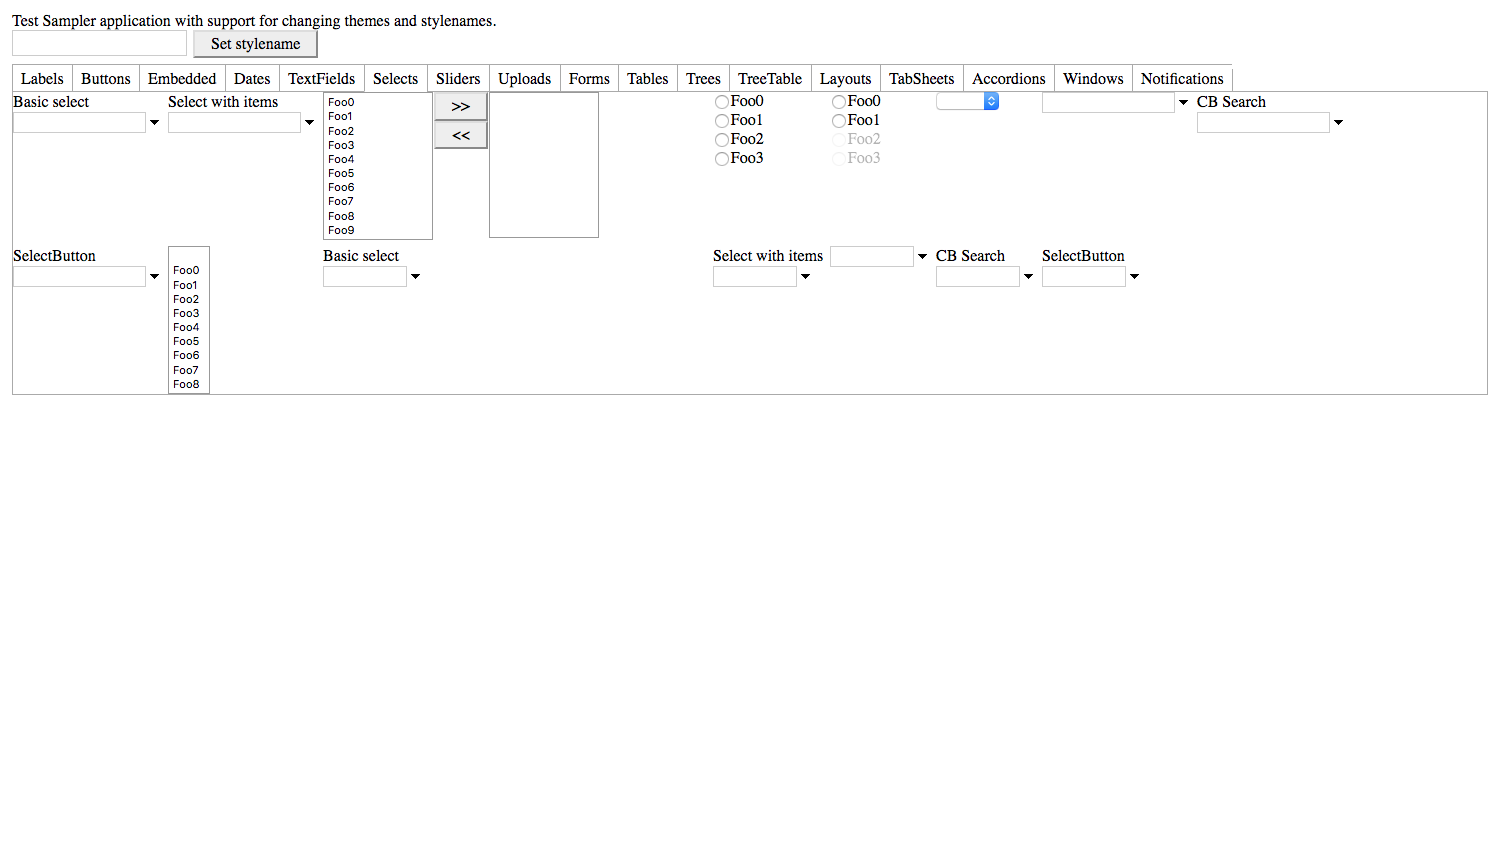 Test Sampler application with support for changing themes and stylenames.
Set stylename
Labels Buttons Embedded Dates TextFields Selects Sliders Uploads Forms Tables Trees TreeTable Layouts TabSheets Accordions Windows Notifications
Basic select
Select with items
Foo0
Foo1
Foo2
Foo3
Foo4
Foo5
Foo6
Foo7
Foo8
Foo9
>>
<<
Foo0
Foo1
Foo2
Foo3
Foo0
Foo1
Foo2
Foo3
CB Search
SelectButton
Foo0
Foo1
Foo2
Foo3
Foo4
Foo5
Foo6
Foo7
Foo8
Basic select
Select with items
CB Search
SelectButton